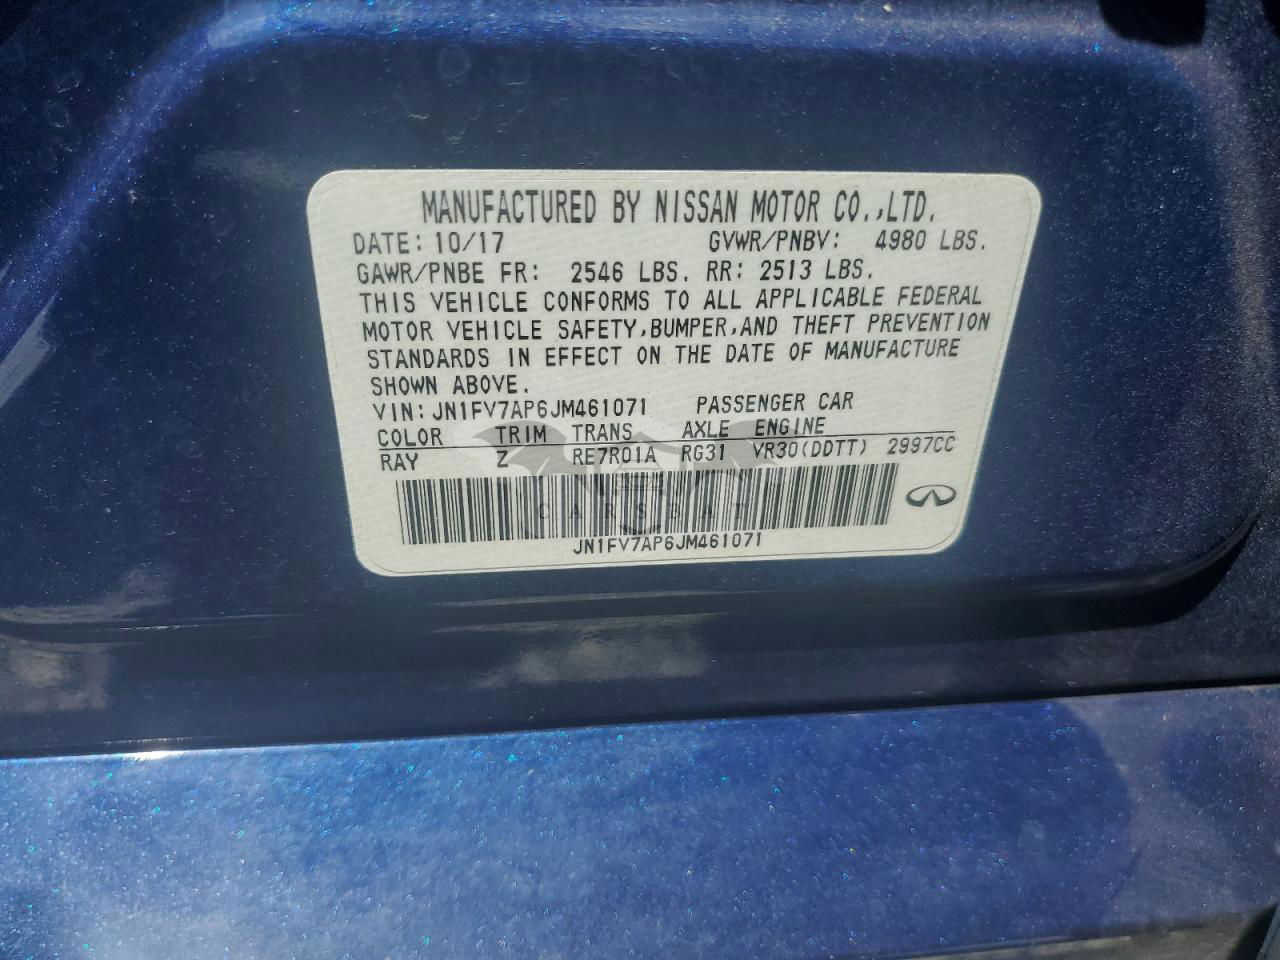 MANUFACTURED BY NISSAN MOTOR CO.,LTD.
DATE: 10/17 GVWR/PNBV: 4980 LBS.
GAWR/PNBE FR: 2546 LBS. RR: 2513 LBS.
THIS VEHICLE CONFORMS TO ALL APPLICABLE FEDERAL
MOTOR VEHICLE SAFETY,BUMPER,AND THEFT PREVENTION
STANDARDS IN EFFECT ON THE DATE OF MANUFACTURE
SHOWN ABOVE.
VIN: JN1FV7AP6JM461071 PASSENGER CAR
COLOR TRIM TRANS AXLE ENGINE
RAY Z RE7R01A RG31 VR30(DDTT) 2997CC
CARSBAT
JN1FV7AP6JM461071